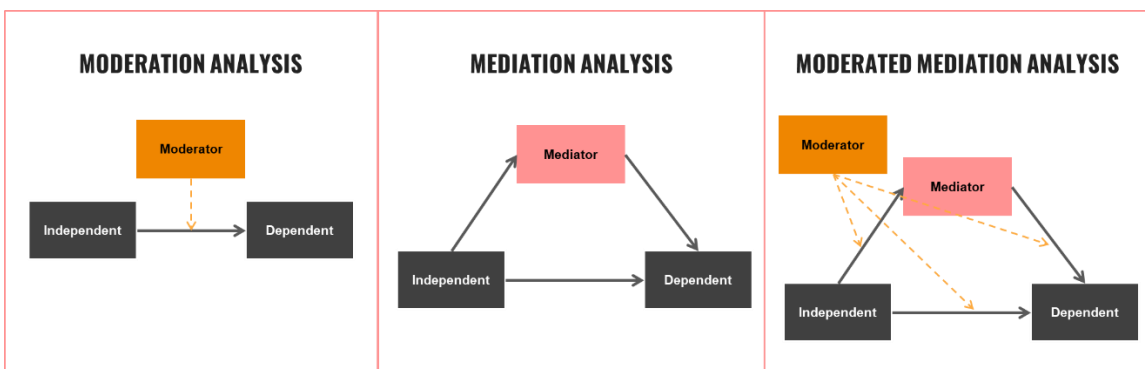 MODERATION ANALYSIS
Moderator
Independent
Dependent
MEDIATION ANALYSIS
Mediator
Independent
Dependent
MODERATED MEDIATION ANALYSIS
Moderator
Mediator
Independent
Dependent